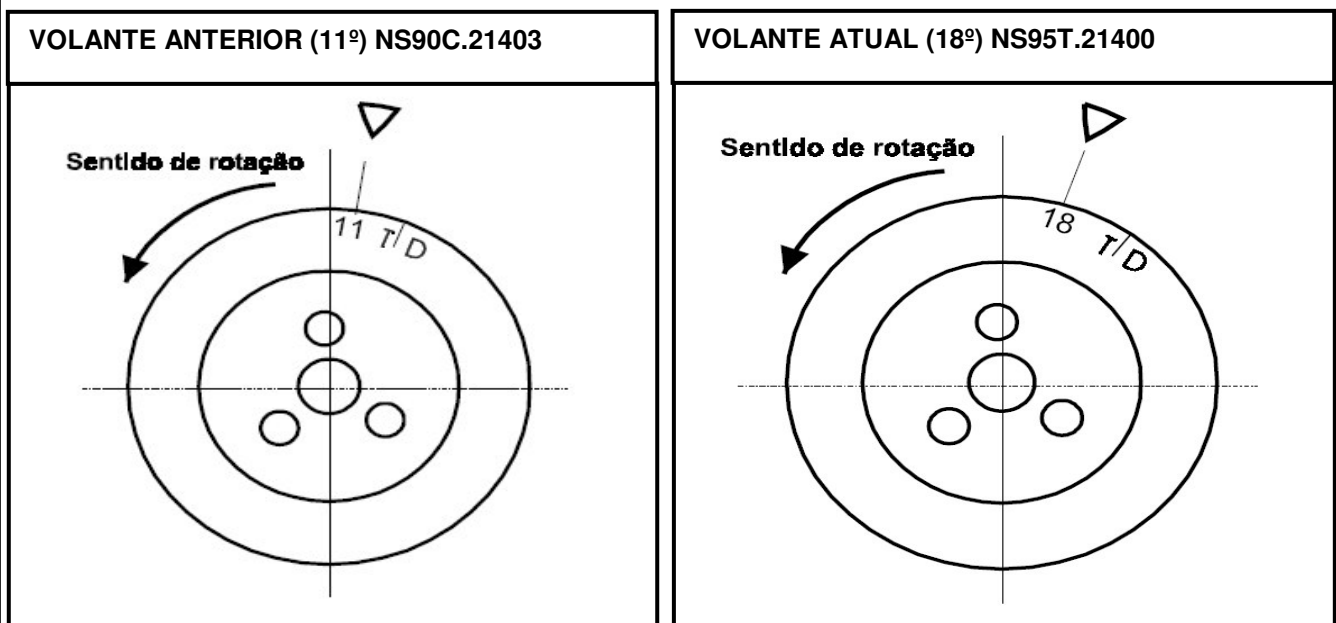 VOLANTE ANTERIOR (11º) NS90C.21403
Sentido de rotação
11 T/D
VOLANTE ATUAL (18º) NS95T.21400
Sentido de rotação
18 T/D